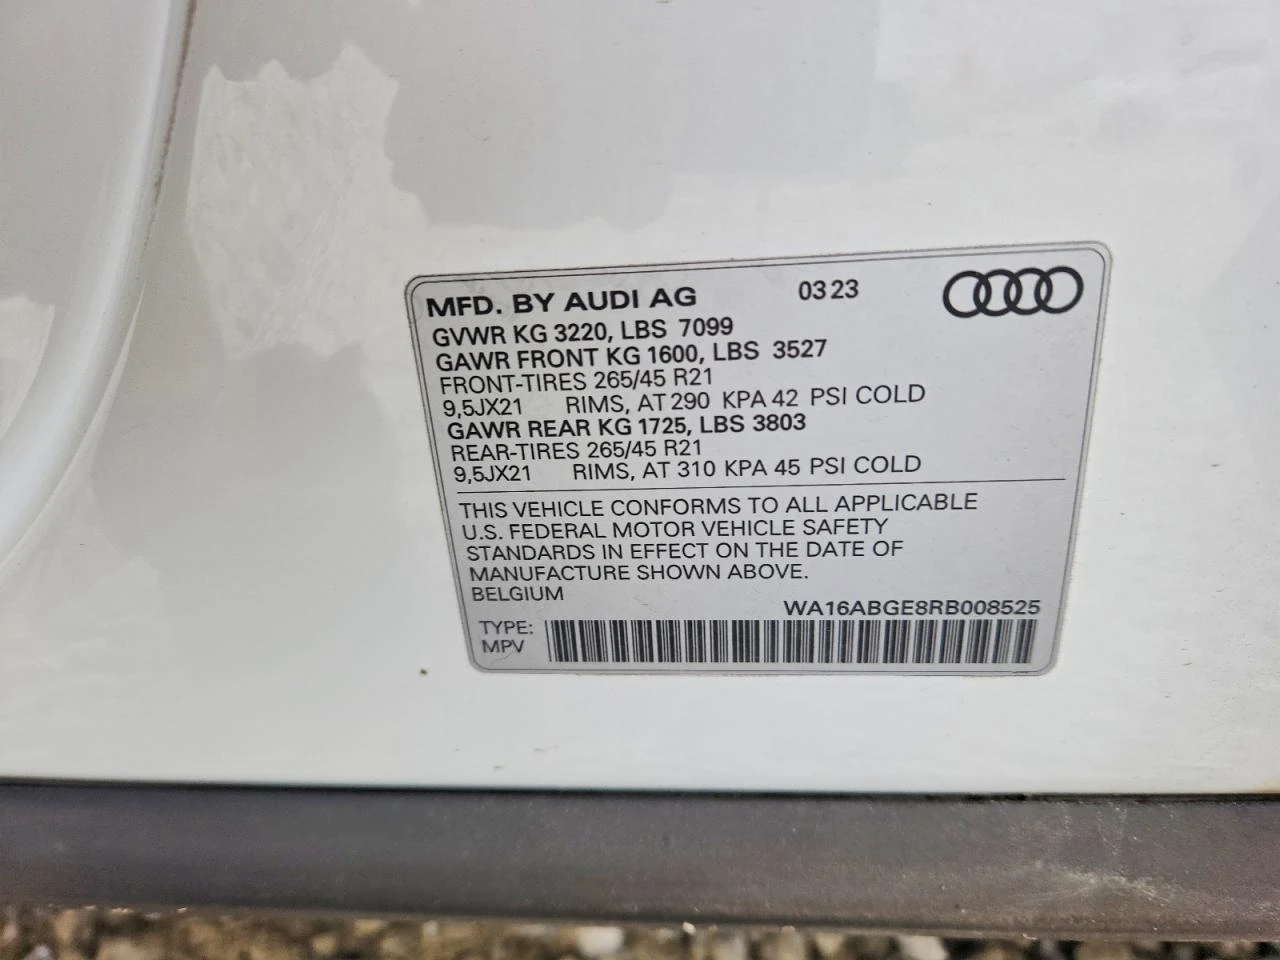 MFD. BY AUDI AG 03 23
GVWR KG 3220, LBS 7099
GAWR FRONT KG 1600, LBS 3527
FRONT-TIRES 265/45 R21
9,5JX21 RIMS, AT 290 KPA 42 PSI COLD
GAWR REAR KG 1725, LBS 3803
REAR-TIRES 265/45 R21
9,5JX21 RIMS, AT 310 KPA 45 PSI COLD
THIS VEHICLE CONFORMS TO ALL APPLICABLE
U.S. FEDERAL MOTOR VEHICLE SAFETY
STANDARDS IN EFFECT ON THE DATE OF
MANUFACTURE SHOWN ABOVE.
BELGIUM
WA16ABGE8RB008525
TYPE:
MPV